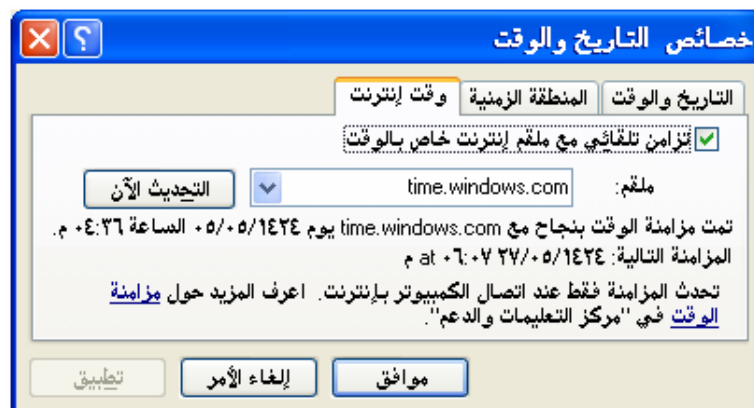 خصائص التاريخ والوقت
التاريخ والوقت
المنطقة الزمنية
وقت إنترنت
تزامن تلقائي مع ملقم إنترنت خاص بالوقت
ملقم: time.windows.com التحديث الآن
تمت مزامنة الوقت بنجاح مع time.windows.com يوم ٠٥/٠٥/١٤٢٤ الساعة ٠٤:٣٦ م.
المزامنة التالية: ٢٧/٠٥/١٤٢٤ at ٠٦:٠٧ م
تحدث المزامنة فقط عند اتصال الكمبيوتر بإنترنت. اعرف المزيد حول مزامنة
الوقت في "مركز التعليمات والدعم".
موافق
إلغاء الأمر
تطبيق